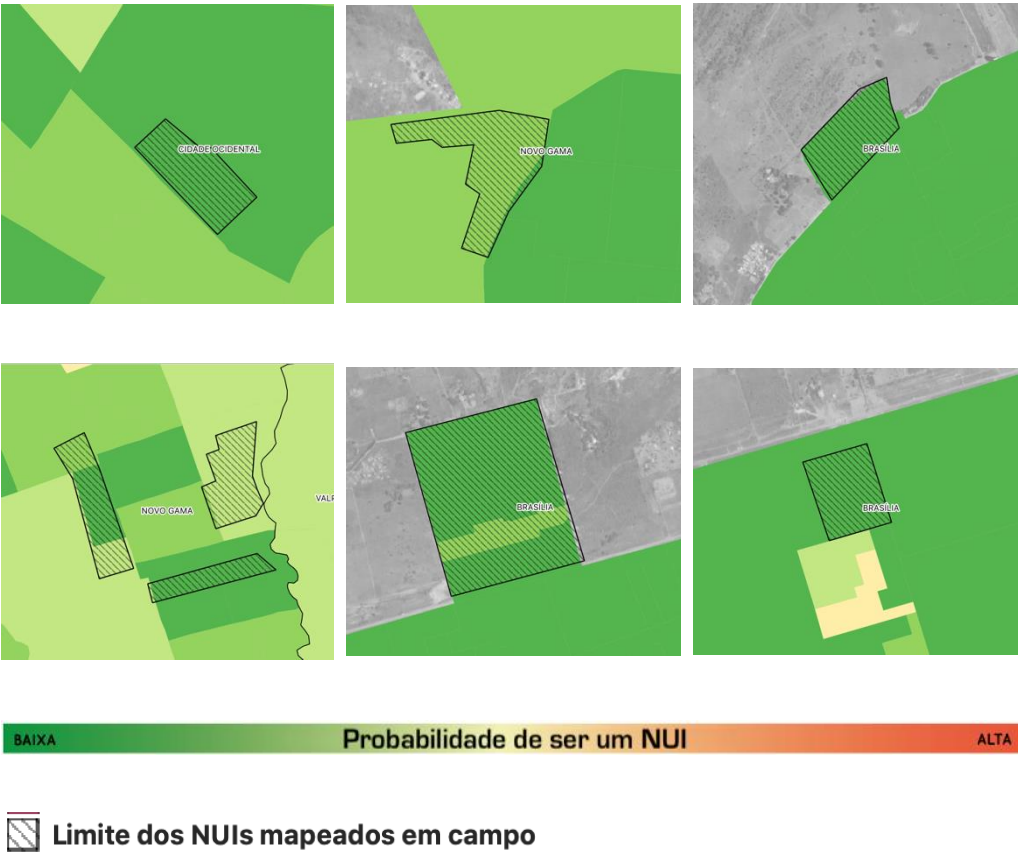 CIDADE OCIDENTAL
NOVO GAMA
BRASÍLIA
NOVO GAMA
VALP
BRASÍLIA
BRASÍLIA
BAIXA
Probabilidade de ser um NUI
ALTA
Limite dos NUIs mapeados em campo